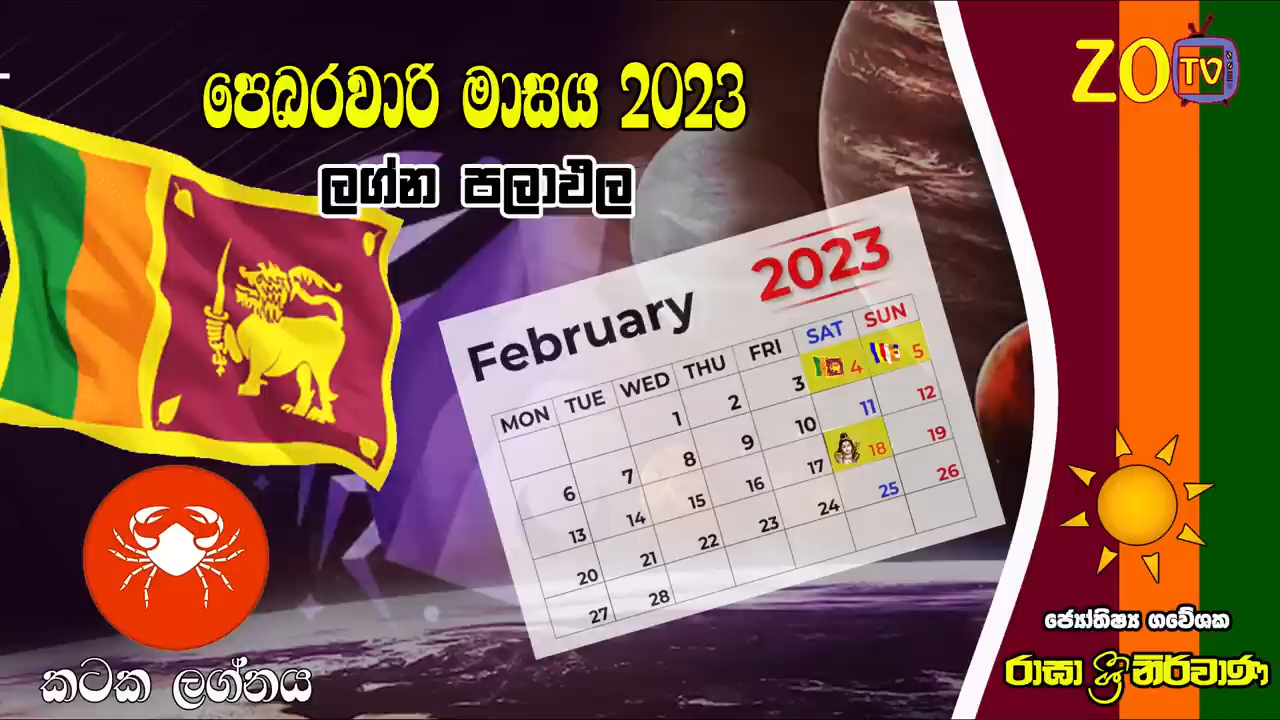 පෙබරවාරි මාසය 2023
ලග්න පලාඵල
ZO TV
February 2023
MON TUE WED THU FRI SAT SUN
1 2 3 4 5
6 7 8 9 10 11 12
13 14 15 16 17 18 19
20 21 22 23 24 25 26
27 28
කටක ලග්නය
ජ්‍යෝතිෂ්‍ය ගවේශක
රාඝා ශ්‍රී නිර්වාණ